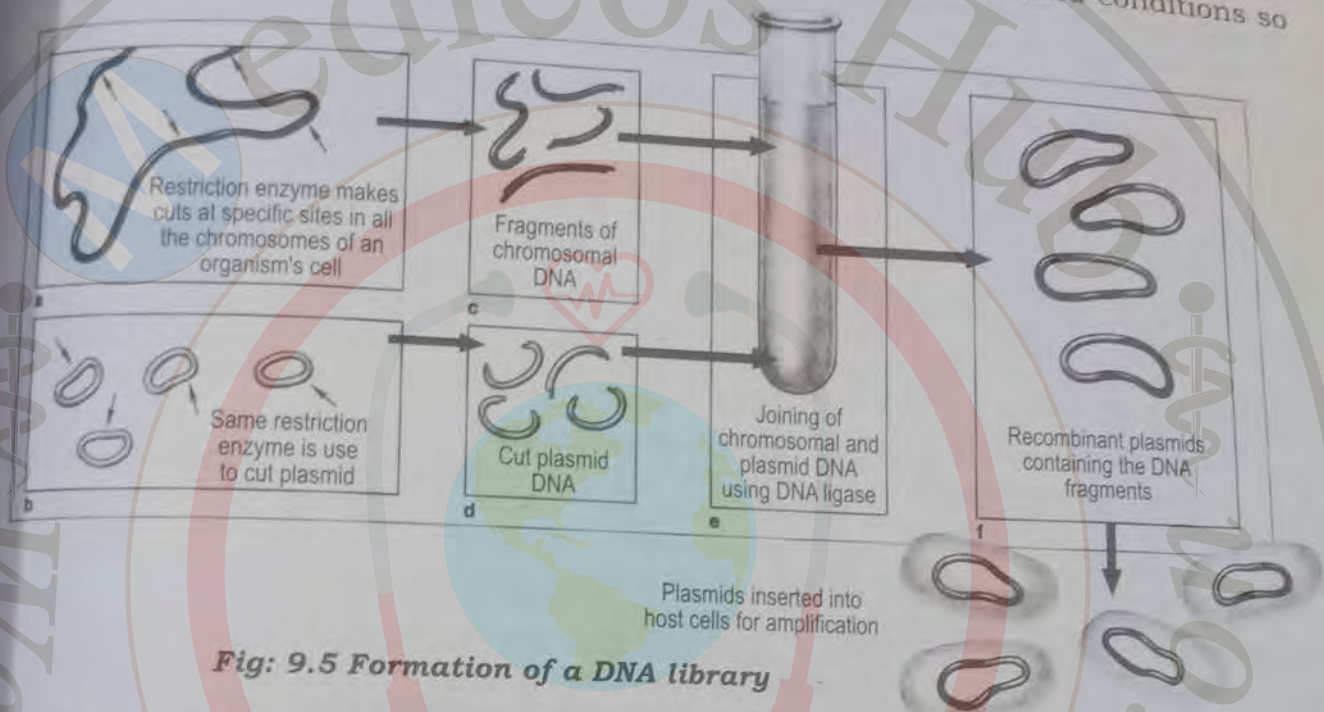 conditions so
Medicos Hub
Restriction enzyme makes
cuts at specific sites in all
the chromosomes of an
organism's cell
a
Fragments of
chromosomal
DNA
c
Same restriction
enzyme is use
to cut plasmid
b
Cut plasmid
DNA
d
Joining of
chromosomal and
plasmid DNA
using DNA ligase
e
Recombinant plasmids
containing the DNA
fragments
f
Plasmids inserted into
host cells for amplification
Fig: 9.5 Formation of a DNA library